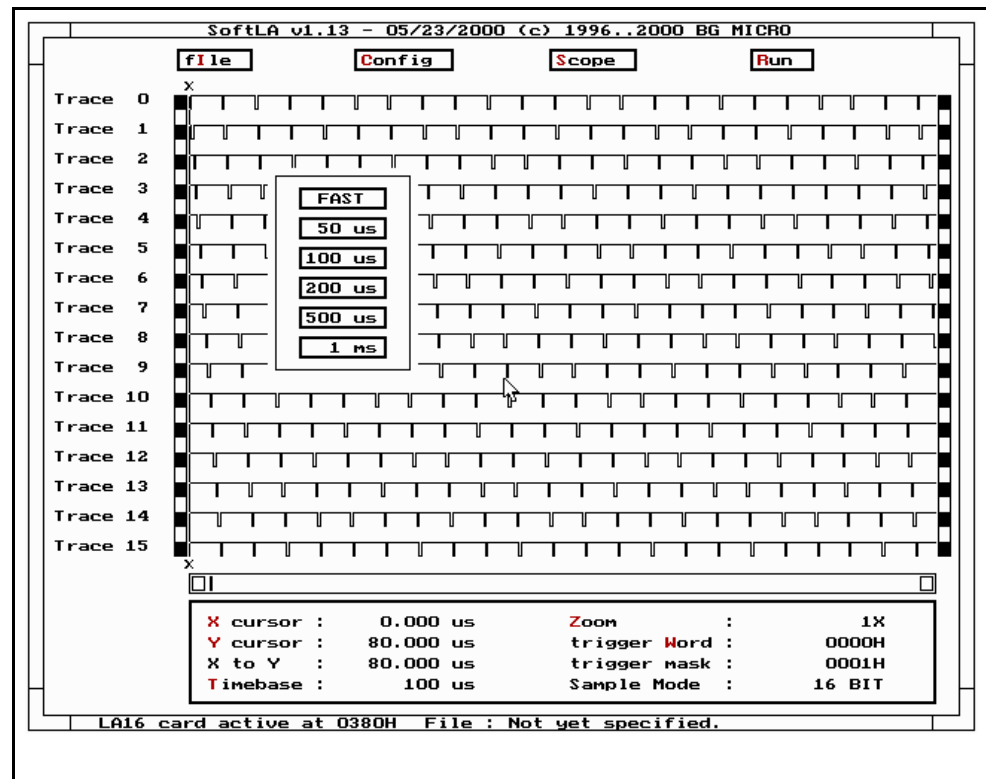 SoftLA v1.13 - 05/23/2000 (c) 1996..2000 BG MICRO
fIle Config Scope Run
x
Trace 0
Trace 1
Trace 2
Trace 3
FAST
Trace 4
50 us
Trace 5
100 us
Trace 6
200 us
Trace 7
500 us
Trace 8
1 ms
Trace 9
Trace 10
Trace 11
Trace 12
Trace 13
Trace 14
Trace 15
x
X cursor : 0.000 us Zoom : 1X
Y cursor : 80.000 us trigger Word : 0000H
X to Y : 80.000 us trigger mask : 0001H
Timebase : 100 us Sample Mode : 16 BIT
LA16 card active at 0380H File : Not yet specified.